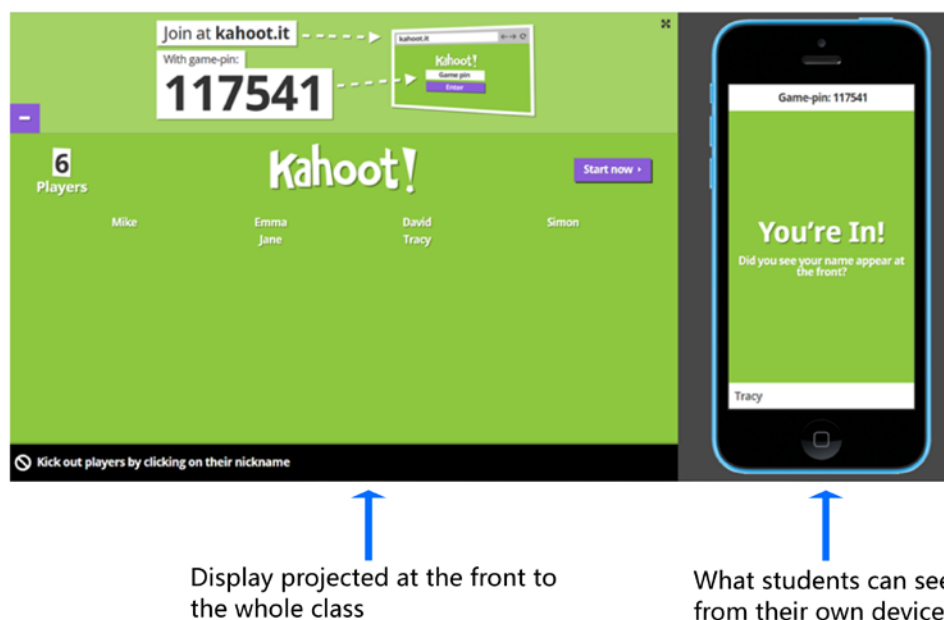 Join at kahoot.it
With game-pin:
117541
kahoot.it
Kahoot!
Game pin
Enter
6
Players
Kahoot!
Start now
Mike
Emma
David
Simon
Jane
Tracy
Kick out players by clicking on their nickname
Game-pin: 117541
You're In!
Did you see your name appear at
the front?
Tracy
Display projected at the front to
the whole class
What students can see
from their own device